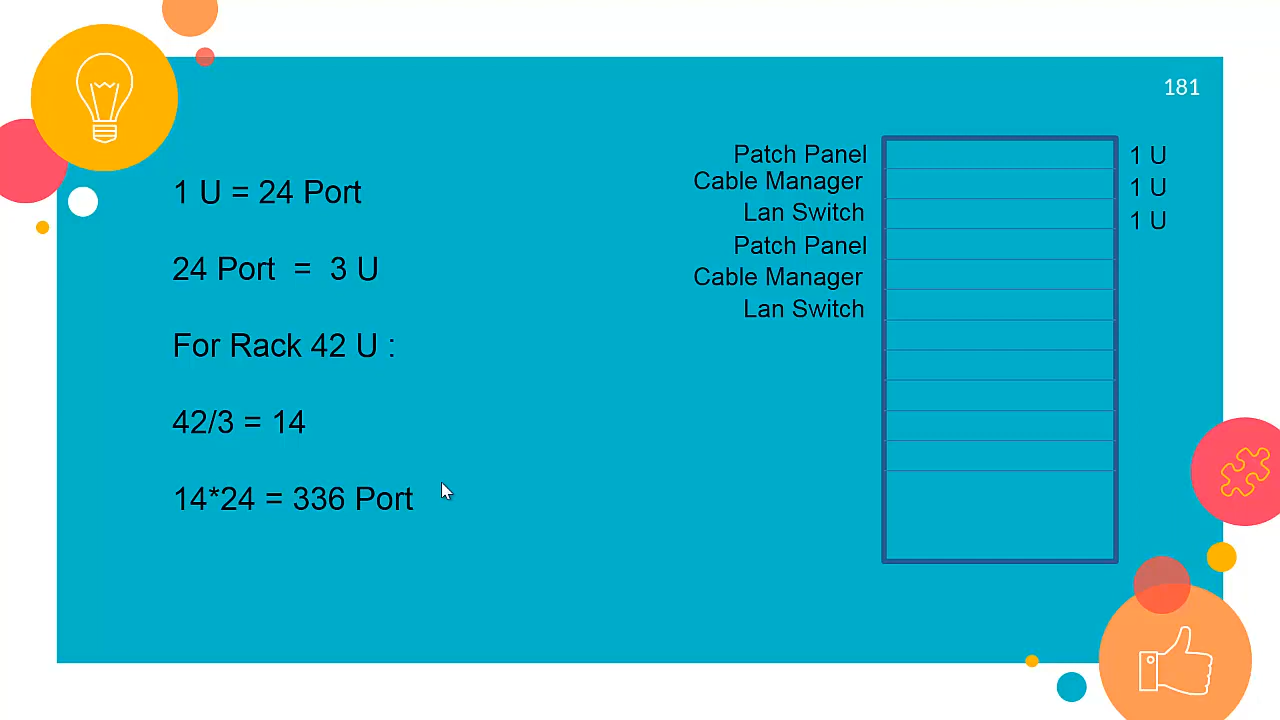 181
1 U = 24 Port
24 Port = 3 U
For Rack 42 U :
42/3 = 14
14*24 = 336 Port
Patch Panel 1 U
Cable Manager 1 U
Lan Switch 1 U
Patch Panel
Cable Manager
Lan Switch